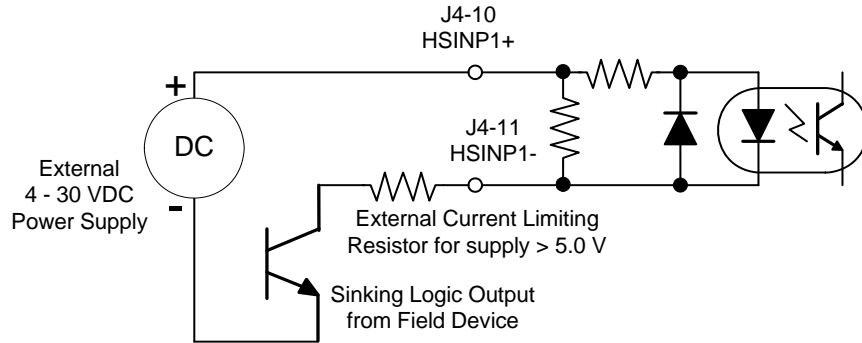 J4-10
HSINP1+
+
DC
J4-11
HSINP1-
External
4 - 30 VDC
Power Supply
-
External Current Limiting
Resistor for supply > 5.0 V
Sinking Logic Output
from Field Device